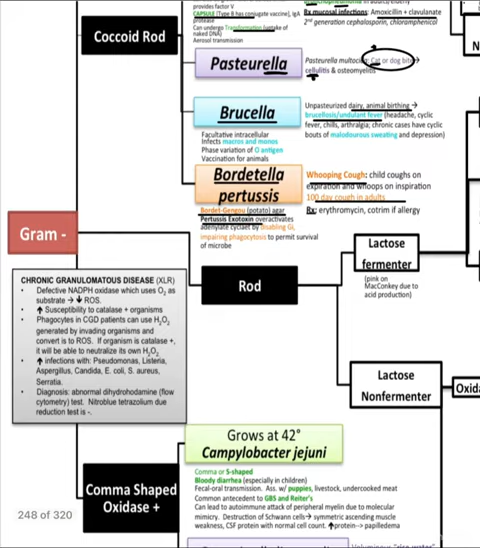 provides factor V
CAPSULE [Type B has conjugate vaccine], IgA
protease
Can undergo Transformation (uptake of
naked DNA)
Aerosol transmission
Rx mucosal infections: Amoxicillin + clavulanate
2nd generation cephalosporin, chloramphenicol
Coccoid Rod
Pasteurella
Pasteurella multocida: Cat or dog bite→
cellulitis & osteomyelitis
Brucella
Facultative intracellular
Infects macros and monos
Phase variation of O antigen
Vaccination for animals
Unpasteurized dairy, animal birthing →
brucellosis/undulant fever (headache, cyclic
fever, chills, arthralgia; chronic cases have cyclic
bouts of malodourous sweating and depression)
Bordetella
pertussis
Bordet-Gengou (potato) agar
Pertussis Exotoxin overactivates
adenylate cyclaet by disabling Gi,
impairing phagocytosis to permit survival
of microbe
Whooping Cough: child coughs on
expiration and whoops on inspiration
100 day cough in adults
Rx: erythromycin, cotrim if allergy
Gram -
Rod
Lactose
fermenter
(pink on
MacConkey due to
acid production)
Lactose
Nonfermenter
Oxida
CHRONIC GRANULOMATOUS DISEASE (XLR)
• Defective NADPH oxidase which uses O2 as
substrate → ↓ ROS.
• ↑ Susceptibility to catalase + organisms
• Phagocytes in CGD patients can use H2O2
generated by invading organisms and
convert is to ROS. If organism is catalase +,
it will be able to neutralize its own H2O2
• ↑ infections with: Pseudomonas, Listeria,
Aspergillus, Candida, E. coli, S. aureus,
Serratia.
• Diagnosis: abnormal dihydrohodamine (flow
cytometry) test. Nitroblue tetrazolium due
reduction test is -.
Comma Shaped
Oxidase +
Grows at 42°
Campylobacter jejuni
Comma or S-shaped
Bloody diarrhea (especially in children)
Fecal-oral transmission. Ass. w/ puppies, livestock, undercooked meat
Common antecedent to GBS and Reiter's
Can lead to autoimmune attack of peripheral myelin due to molecular
mimicry. Destruction of Schwann cells→ symmetric ascending muscle
weakness, CSF protein with normal cell count. ↑protein--> papilledema
248 of 320